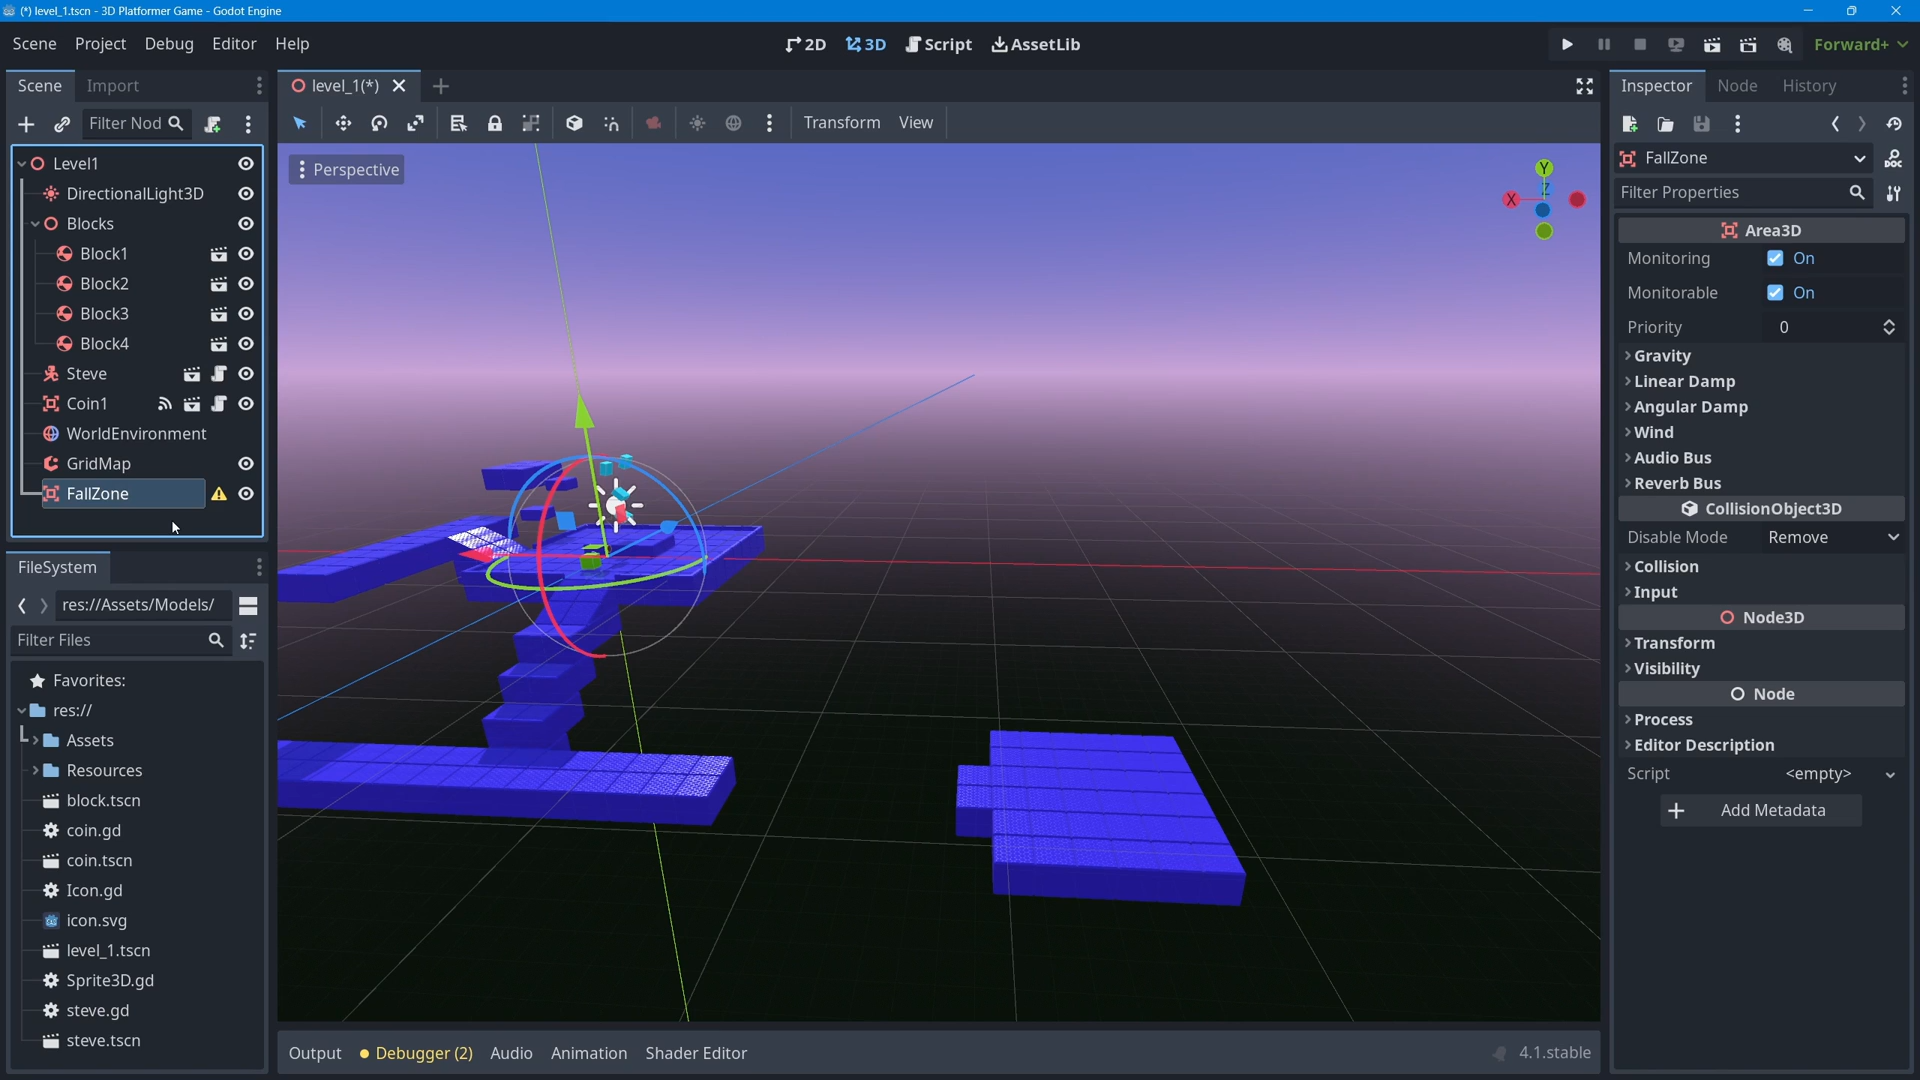 (*) level_1.tscn - 3D Platformer Game - Godot Engine
Scene Project Debug Editor Help
2D 3D Script AssetLib
Forward+
Scene Import
level_1(*)
Inspector Node History
Filter Nod
Transform View
FallZone
Filter Properties
Perspective
Y
Z
X
Level1
DirectionalLight3D
Blocks
Block1
Block2
Block3
Block4
Steve
Coin1
WorldEnvironment
GridMap
FallZone
FileSystem
res://Assets/Models/
Filter Files
Favorites:
res://
Assets
Resources
block.tscn
coin.gd
coin.tscn
Icon.gd
icon.svg
level_1.tscn
Sprite3D.gd
steve.gd
steve.tscn
Output Debugger (2) Audio Animation Shader Editor
4.1.stable
Area3D
Monitoring On
Monitorable On
Priority 0
Gravity
Linear Damp
Angular Damp
Wind
Audio Bus
Reverb Bus
CollisionObject3D
Disable Mode Remove
Collision
Input
Node3D
Transform
Visibility
Node
Process
Editor Description
Script <empty>
Add Metadata